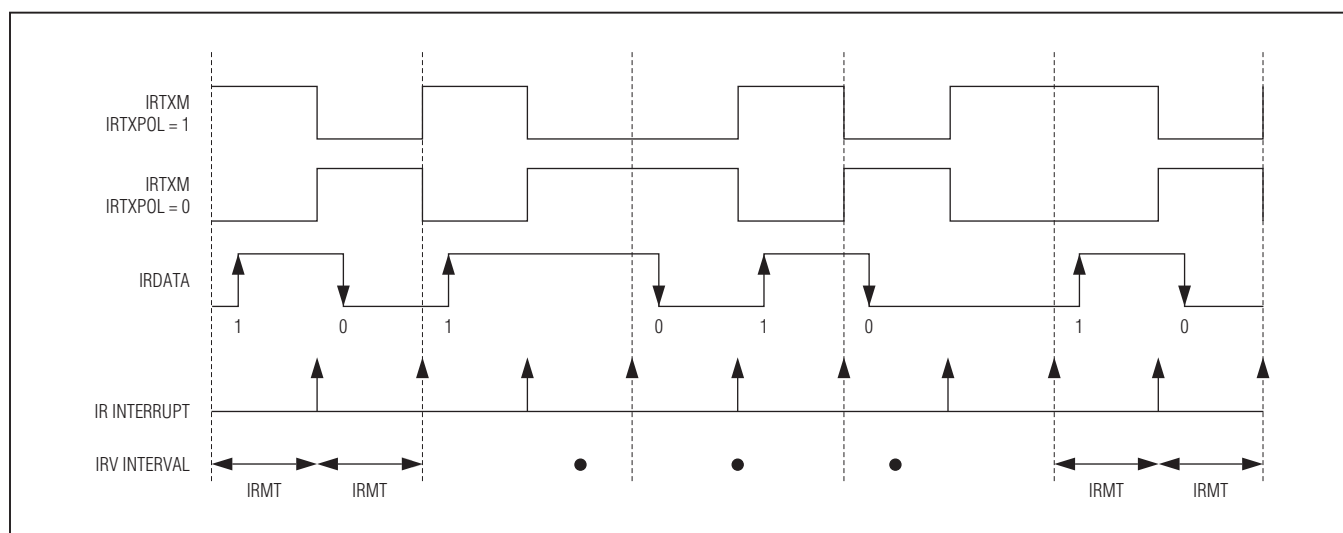 IRTXM
IRTXPOL = 1
IRTXM
IRTXPOL = 0
IRDATA
1 0 1 0 1 0 1 0
IR INTERRUPT
IRV INTERVAL
IRMT IRMT IRMT IRMT